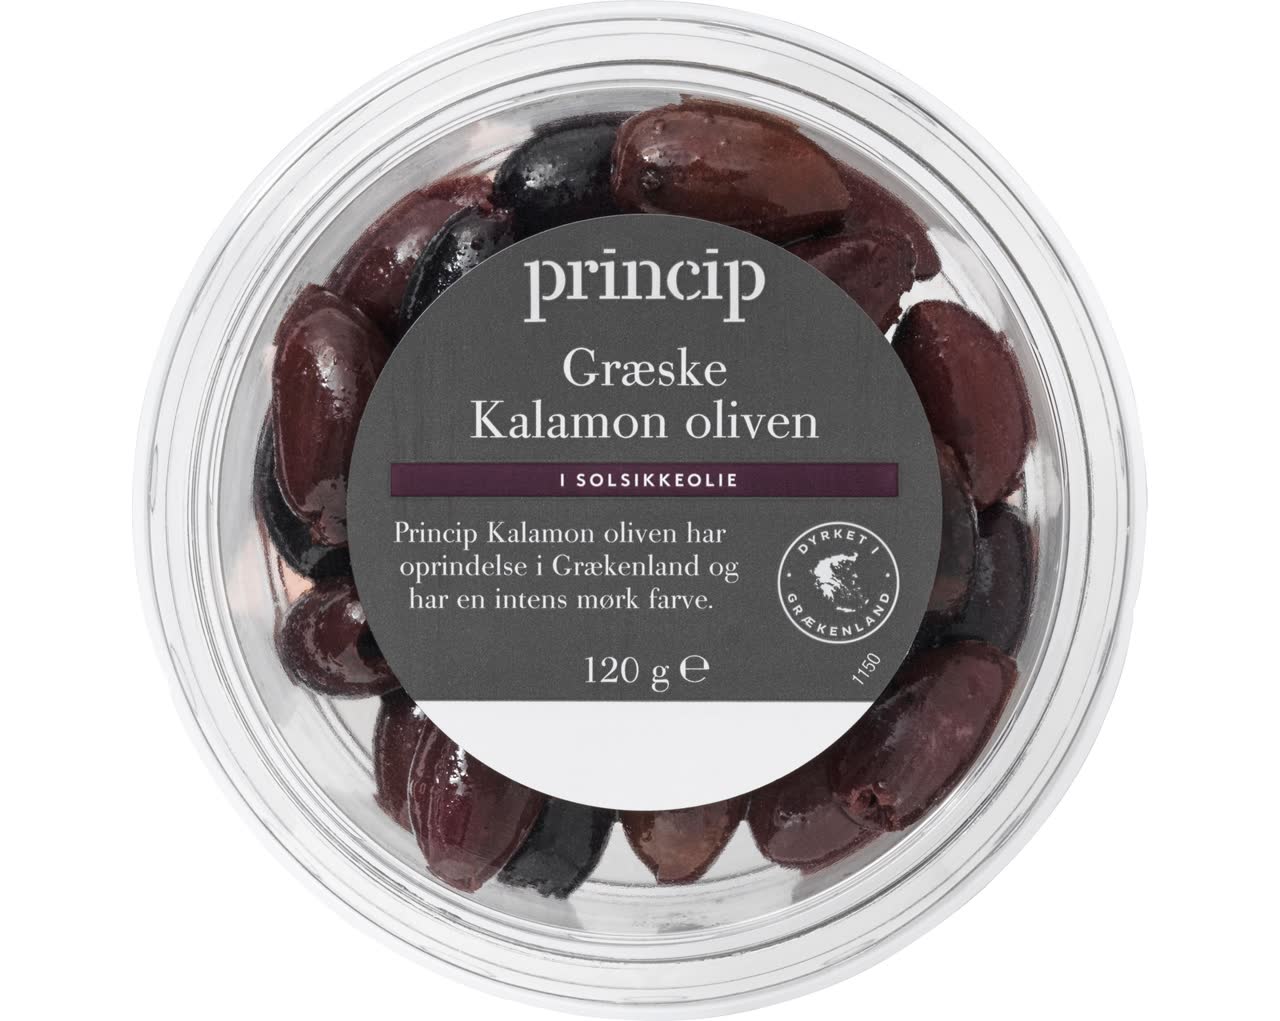 princip
Græske
Kalamon oliven
I SOLSIKKEOLIE
Princip Kalamon oliven har
oprindelse i Grækenland og
har en intens mørk farve.
DYRKET I
GRÆKENLAND
120 g ℮
1150